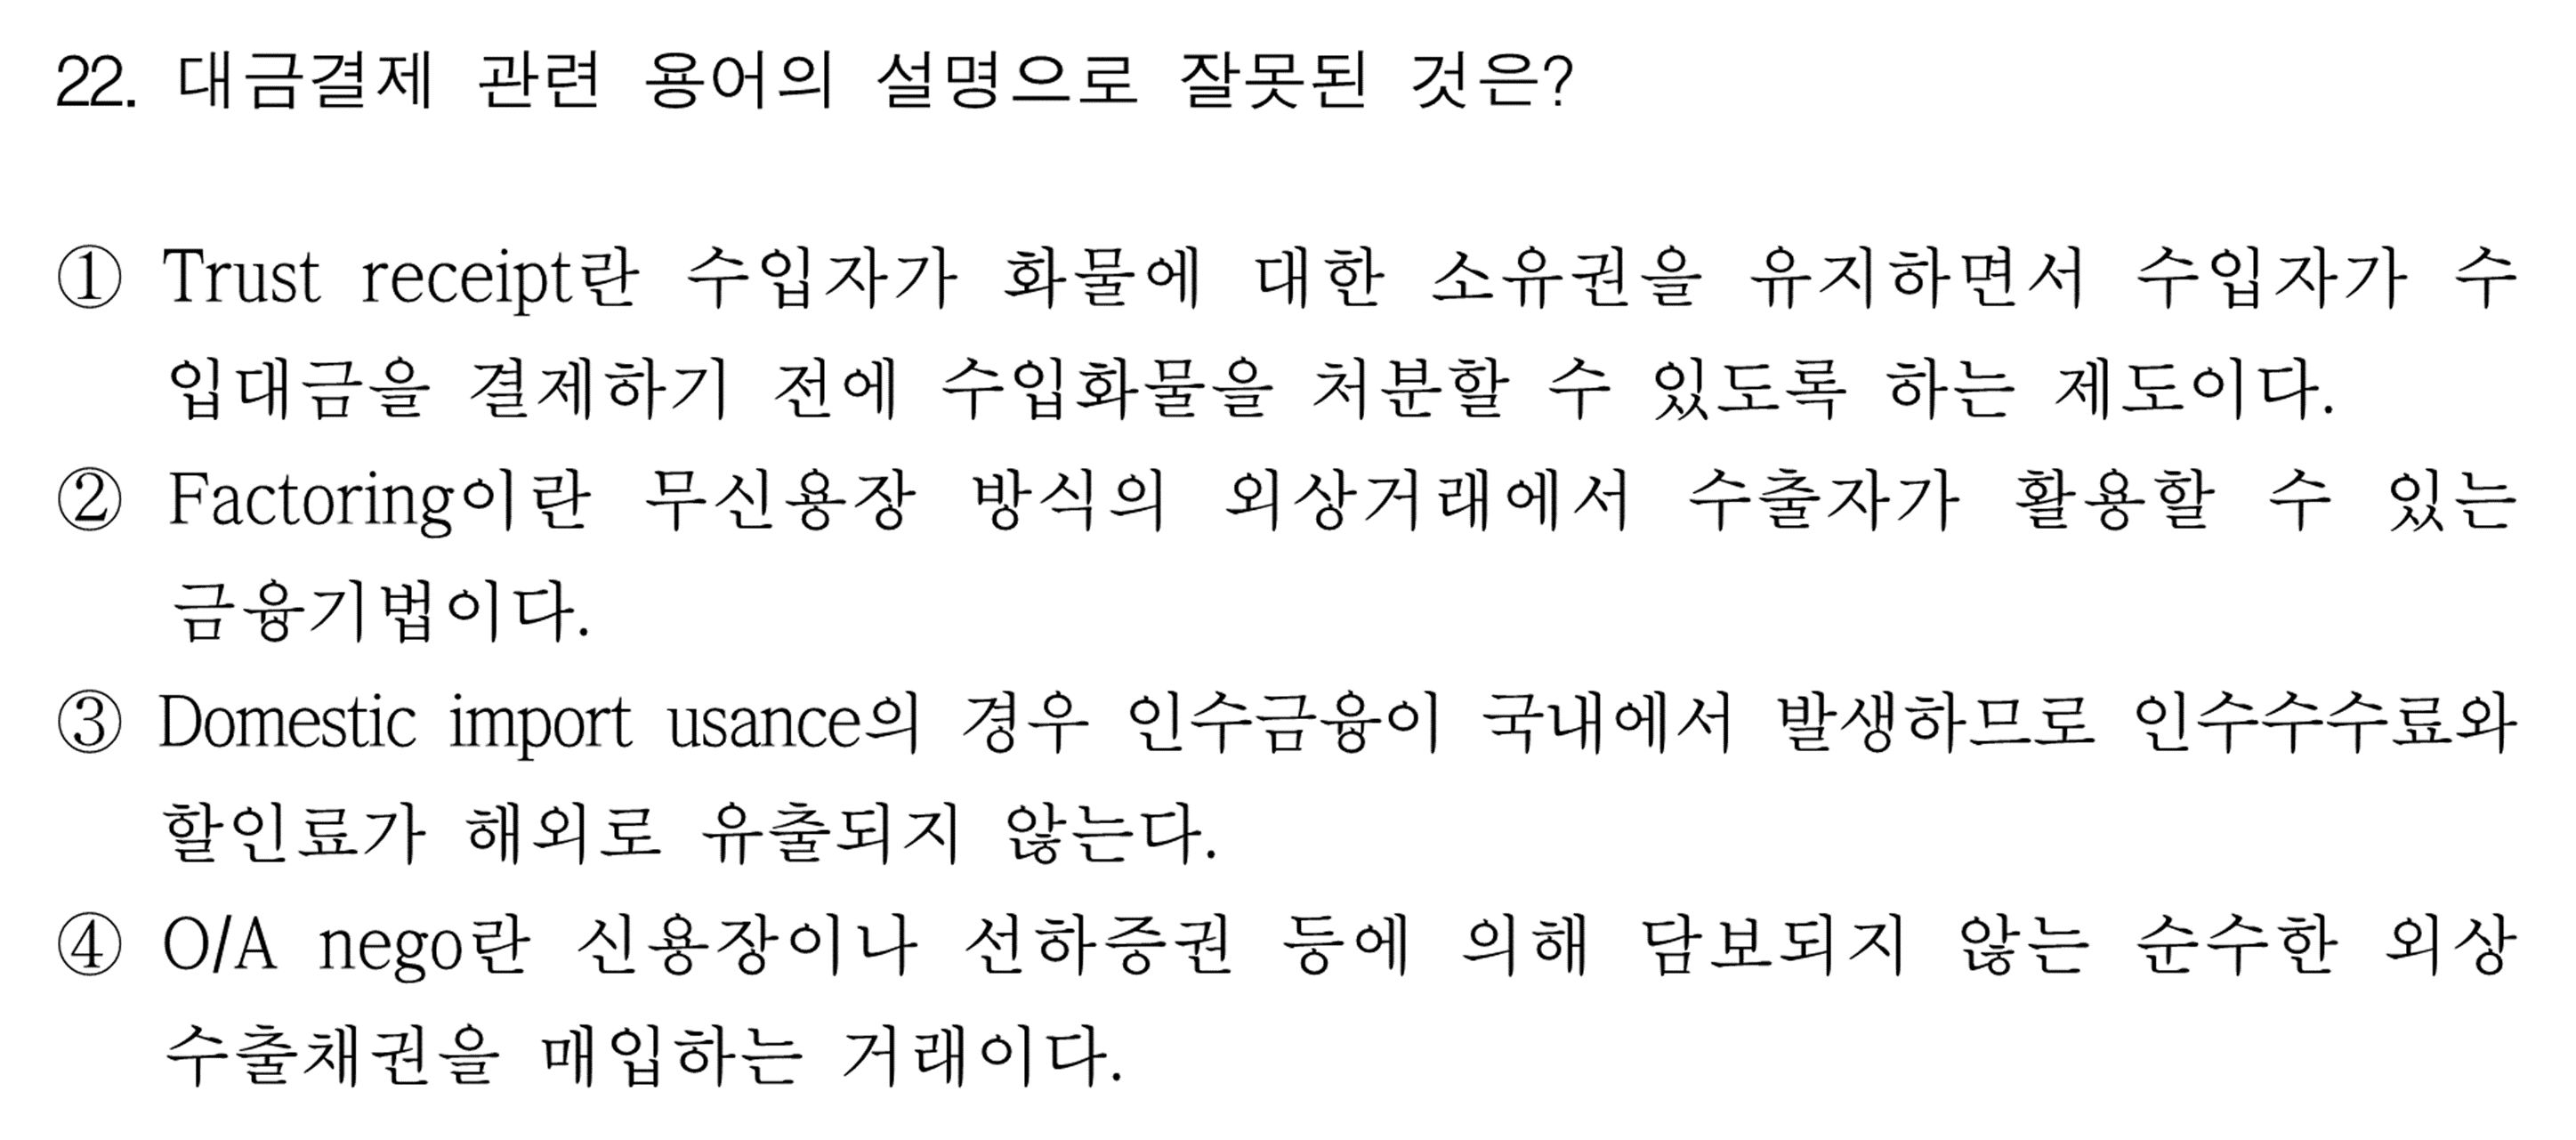 22. 대금결제 관련 용어의 설명으로 잘못된 것은?
① Trust receipt란 수입자가 화물에 대한 소유권을 유지하면서 수입자가 수
입대금을 결제하기 전에 수입화물을 처분할 수 있도록 하는 제도이다.
② Factoring이란 무신용장 방식의 외상거래에서 수출자가 활용할 수 있는
금융기법이다.
③ Domestic import usance의 경우 인수금융이 국내에서 발생하므로 인수수수료와
할인료가 해외로 유출되지 않는다.
④ O/A nego란 신용장이나 선하증권 등에 의해 담보되지 않는 순수한 외상
수출채권을 매입하는 거래이다.